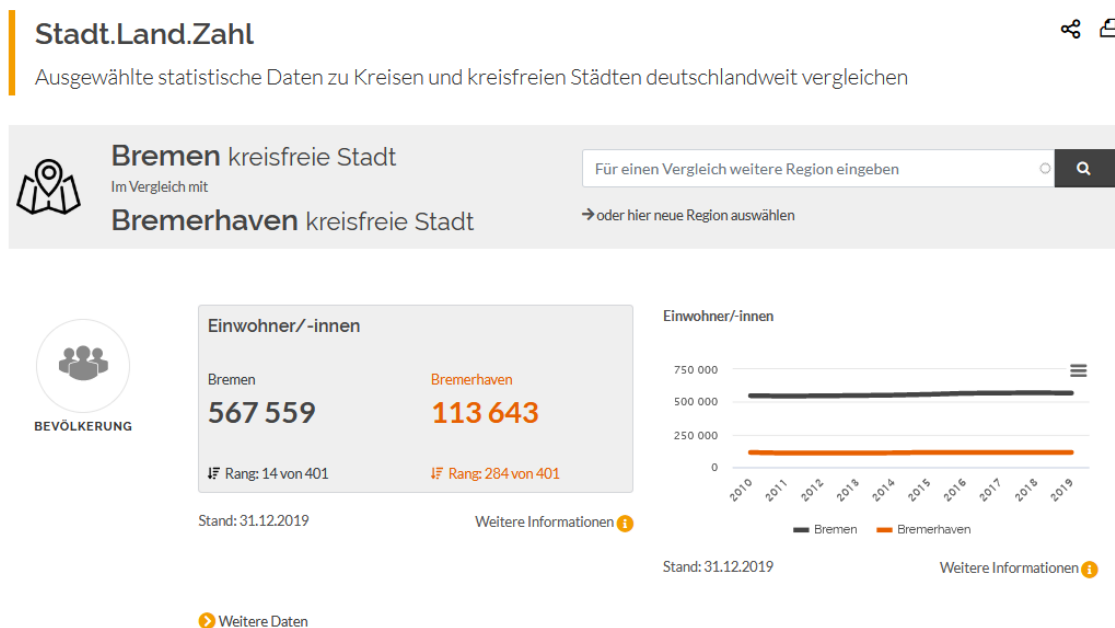 Stadt.Land.Zahl
Ausgewählte statistische Daten zu Kreisen und kreisfreien Städten deutschlandweit vergleichen
Bremen kreisfreie Stadt
Im Vergleich mit
Bremerhaven kreisfreie Stadt
Für einen Vergleich weitere Region eingeben
oder hier neue Region auswählen
BEVÖLKERUNG
Einwohner/-innen
Bremen Bremerhaven
567 559 113 643
Rang: 14 von 401 Rang: 284 von 401
Stand: 31.12.2019 Weitere Informationen
Einwohner/-innen
750 000
500 000
250 000
0
2010 2011 2012 2013 2014 2015 2016 2017 2018 2019
Bremen Bremerhaven
Stand: 31.12.2019 Weitere Informationen
Weitere Daten